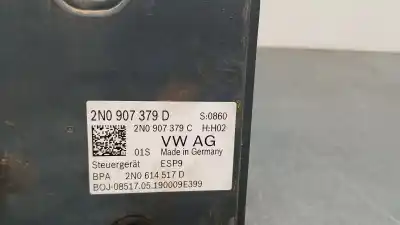 2N0 907 379 D S:0860
2N0 907 379 C H:H02
01S VW AG
Made in Germany
Steuergerät ESP9
BPA 2N0 614 517 D
BOJ-08517.05.190009E399